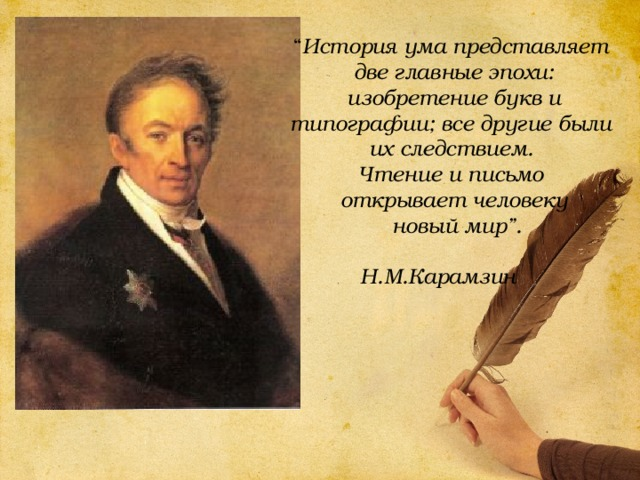 “История ума представляет
две главные эпохи:
изобретение букв и
типографии; все другие были
их следствием.
Чтение и письмо
открывает человеку
новый мир”.
Н.М.Карамзин